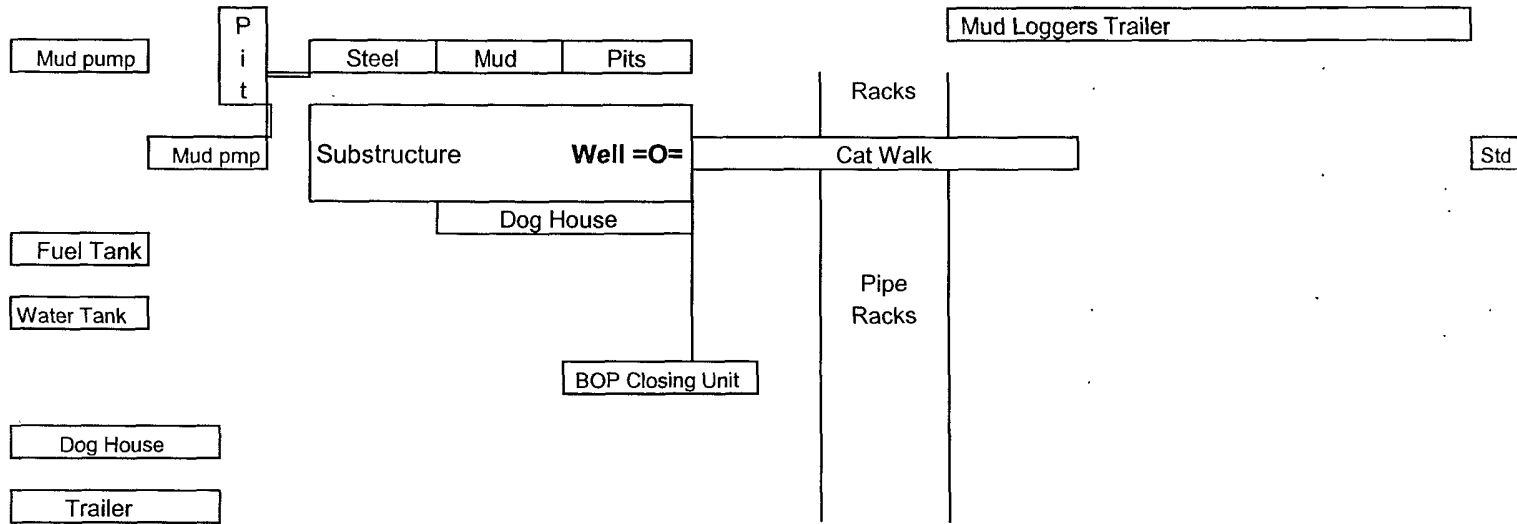 P
i
t
Mud Loggers Trailer
Mud pump
Steel Mud Pits
Racks
Mud pmp
Substructure Well =O=
Cat Walk
Std
Dog House
Fuel Tank
Pipe
Racks
Water Tank
BOP Closing Unit
Dog House
Trailer